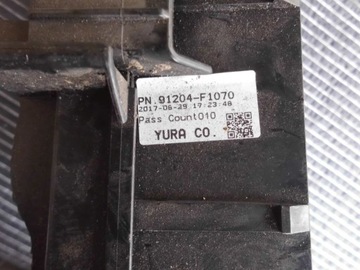 PN.91204-F1070
2017-06-29 17:23:48
Pass Count010
YURA CO.